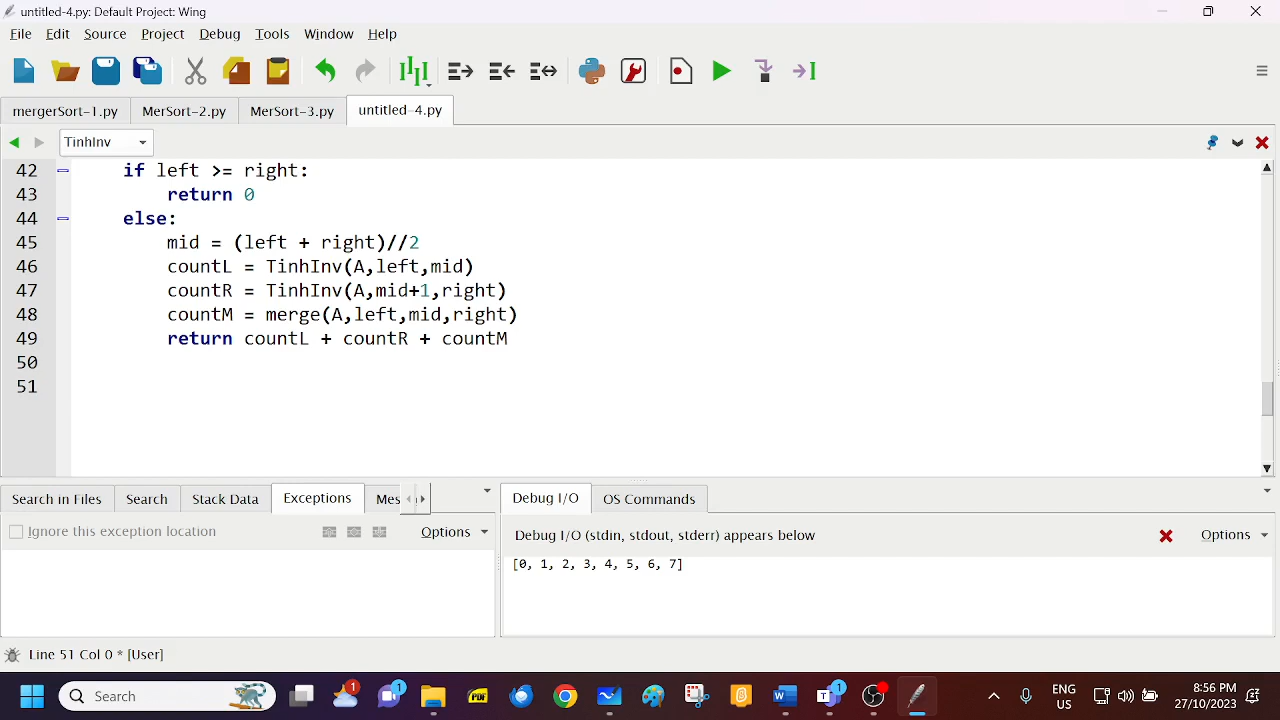 untitled-4.py: Default Project: Wing
File Edit Source Project Debug Tools Window Help
mergerSort-1.py MerSort-2.py MerSort-3.py untitled-4.py
TinhInv
42 if left >= right:
43 return 0
44 else:
45 mid = (left + right)//2
46 countL = TinhInv(A,left,mid)
47 countR = TinhInv(A,mid+1,right)
48 countM = merge(A,left,mid,right)
49 return countL + countR + countM
50
51
Search in Files Search Stack Data Exceptions Mes
Debug I/O OS Commands
Ignore this exception location Options
Debug I/O (stdin, stdout, stderr) appears below Options
[0, 1, 2, 3, 4, 5, 6, 7]
Line 51 Col 0 * [User]
Search
1
1
PDF
1
ENG
US
8:56 PM
27/10/2023